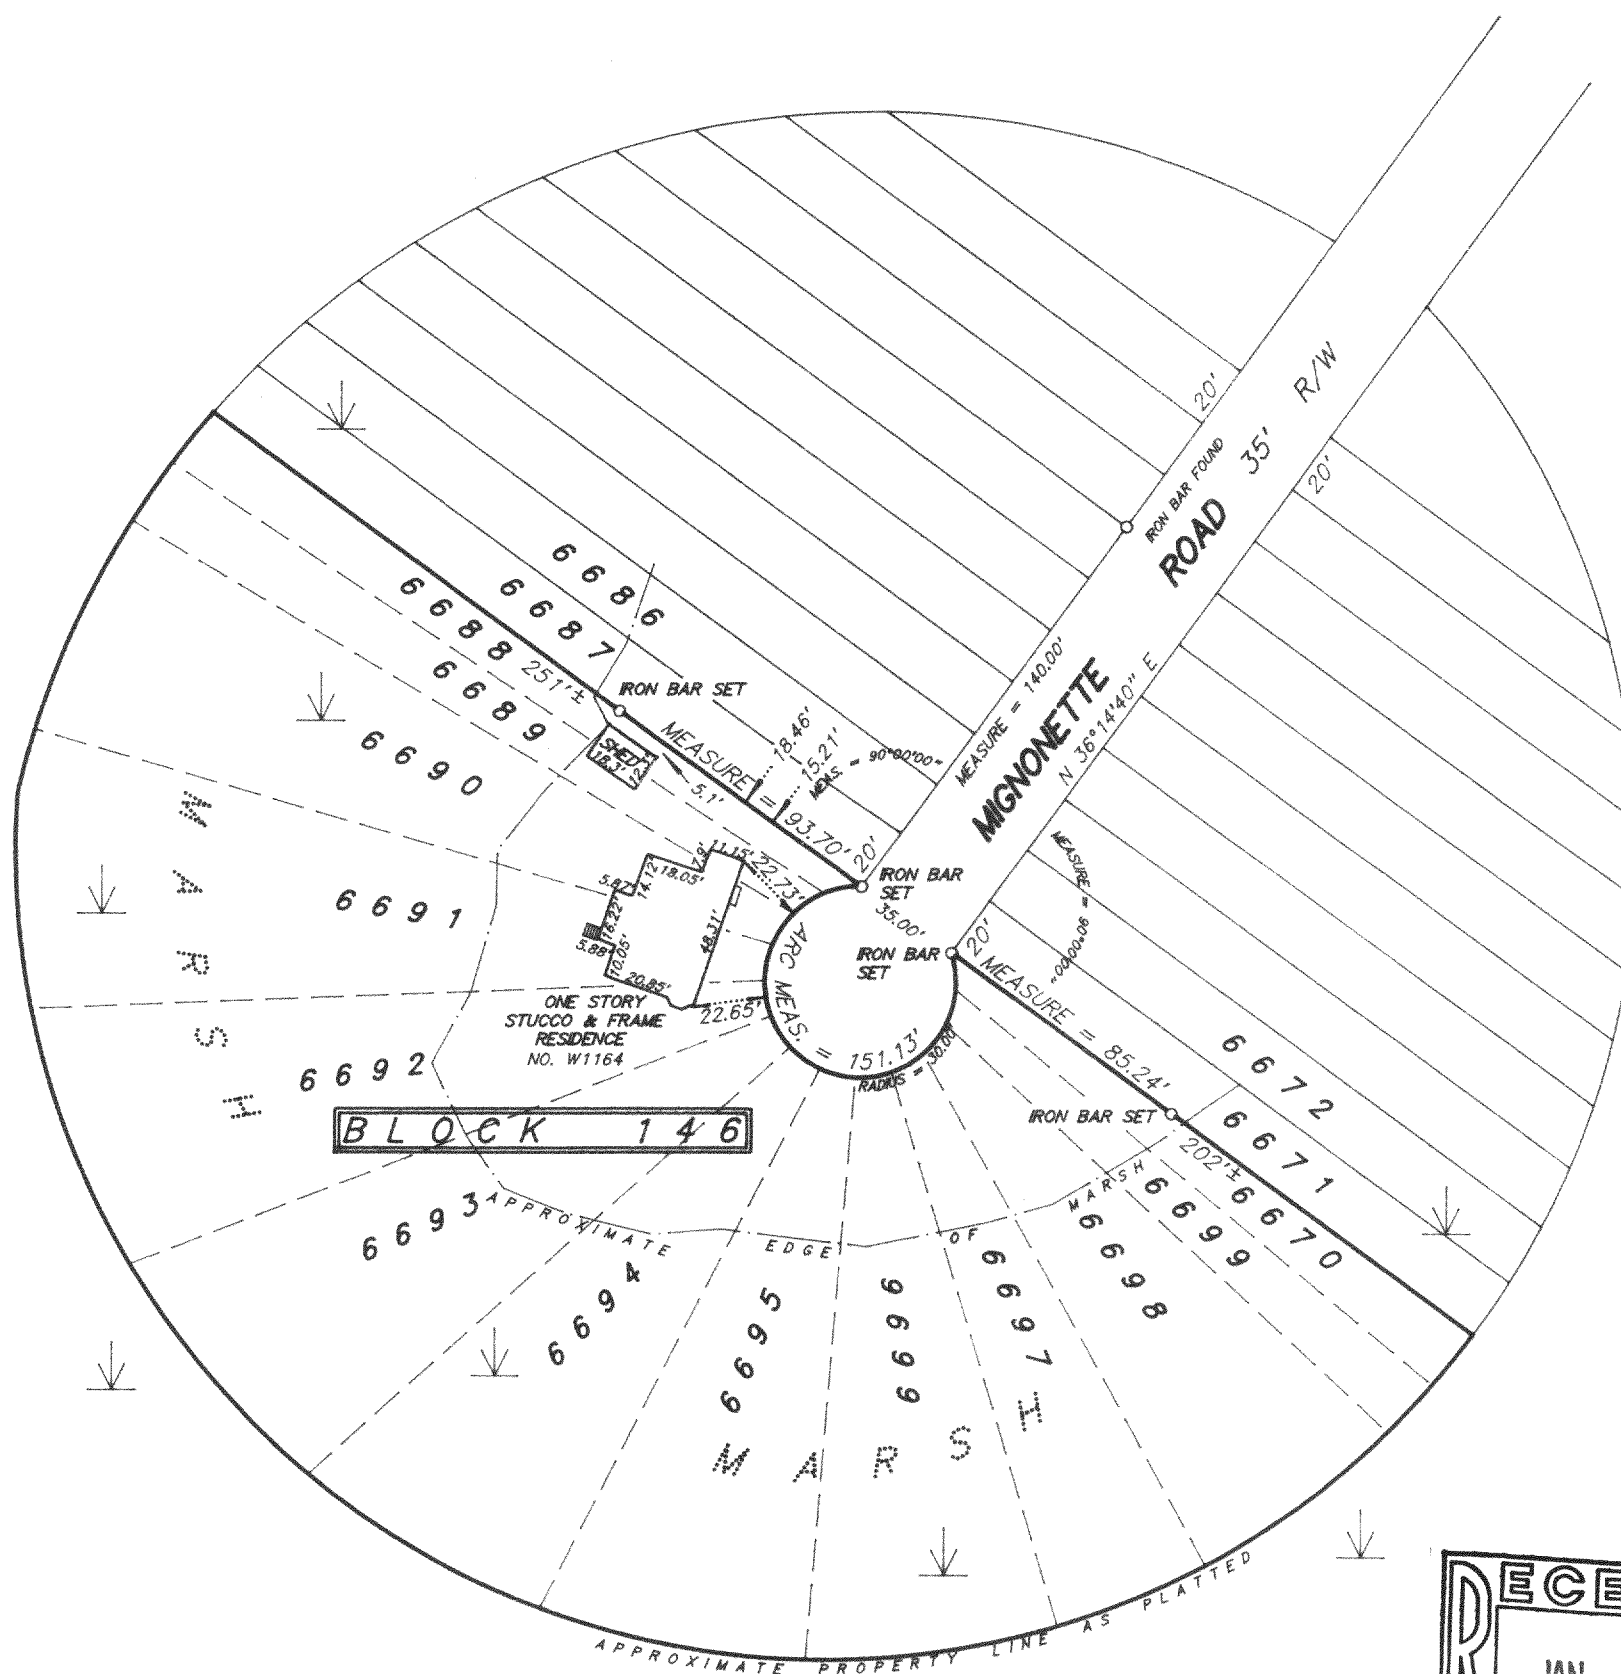 20'
IRON BAR FOUND
MIGNONETTE ROAD 35' R/W
20'
MEASURE = 140.00'
N 36°14'40" E
6686
6687
6688
251'±
6689
6690
6691
6692
6693
6694
6695
6696
6697
6698
6699
6670
6671
6672
IRON BAR SET
MEASURE = 93.70'
18.46'
15.21'
MEAS. = 90°00'00"
20'
SHED
5.1'
IRON BAR
SET
35.00'
IRON BAR
SET
20'
MEASURE = 90°00'00"
MEASURE = 85.24'
IRON BAR SET
202'±
11.15'
7.9'
18.05'
14.12'
5.87'
16.22'
5.88'
10.05'
20.85'
48.31'
22.73'
22.65'
ARC MEAS. = 151.13'
RADIUS = 30.00'
ONE STORY
STUCCO & FRAME
RESIDENCE
NO. W1164
BLOCK 146
MARSH
APPROXIMATE EDGE OF MARSH
MARSH
APPROXIMATE PROPERTY LINE AS PLATTED
JAN